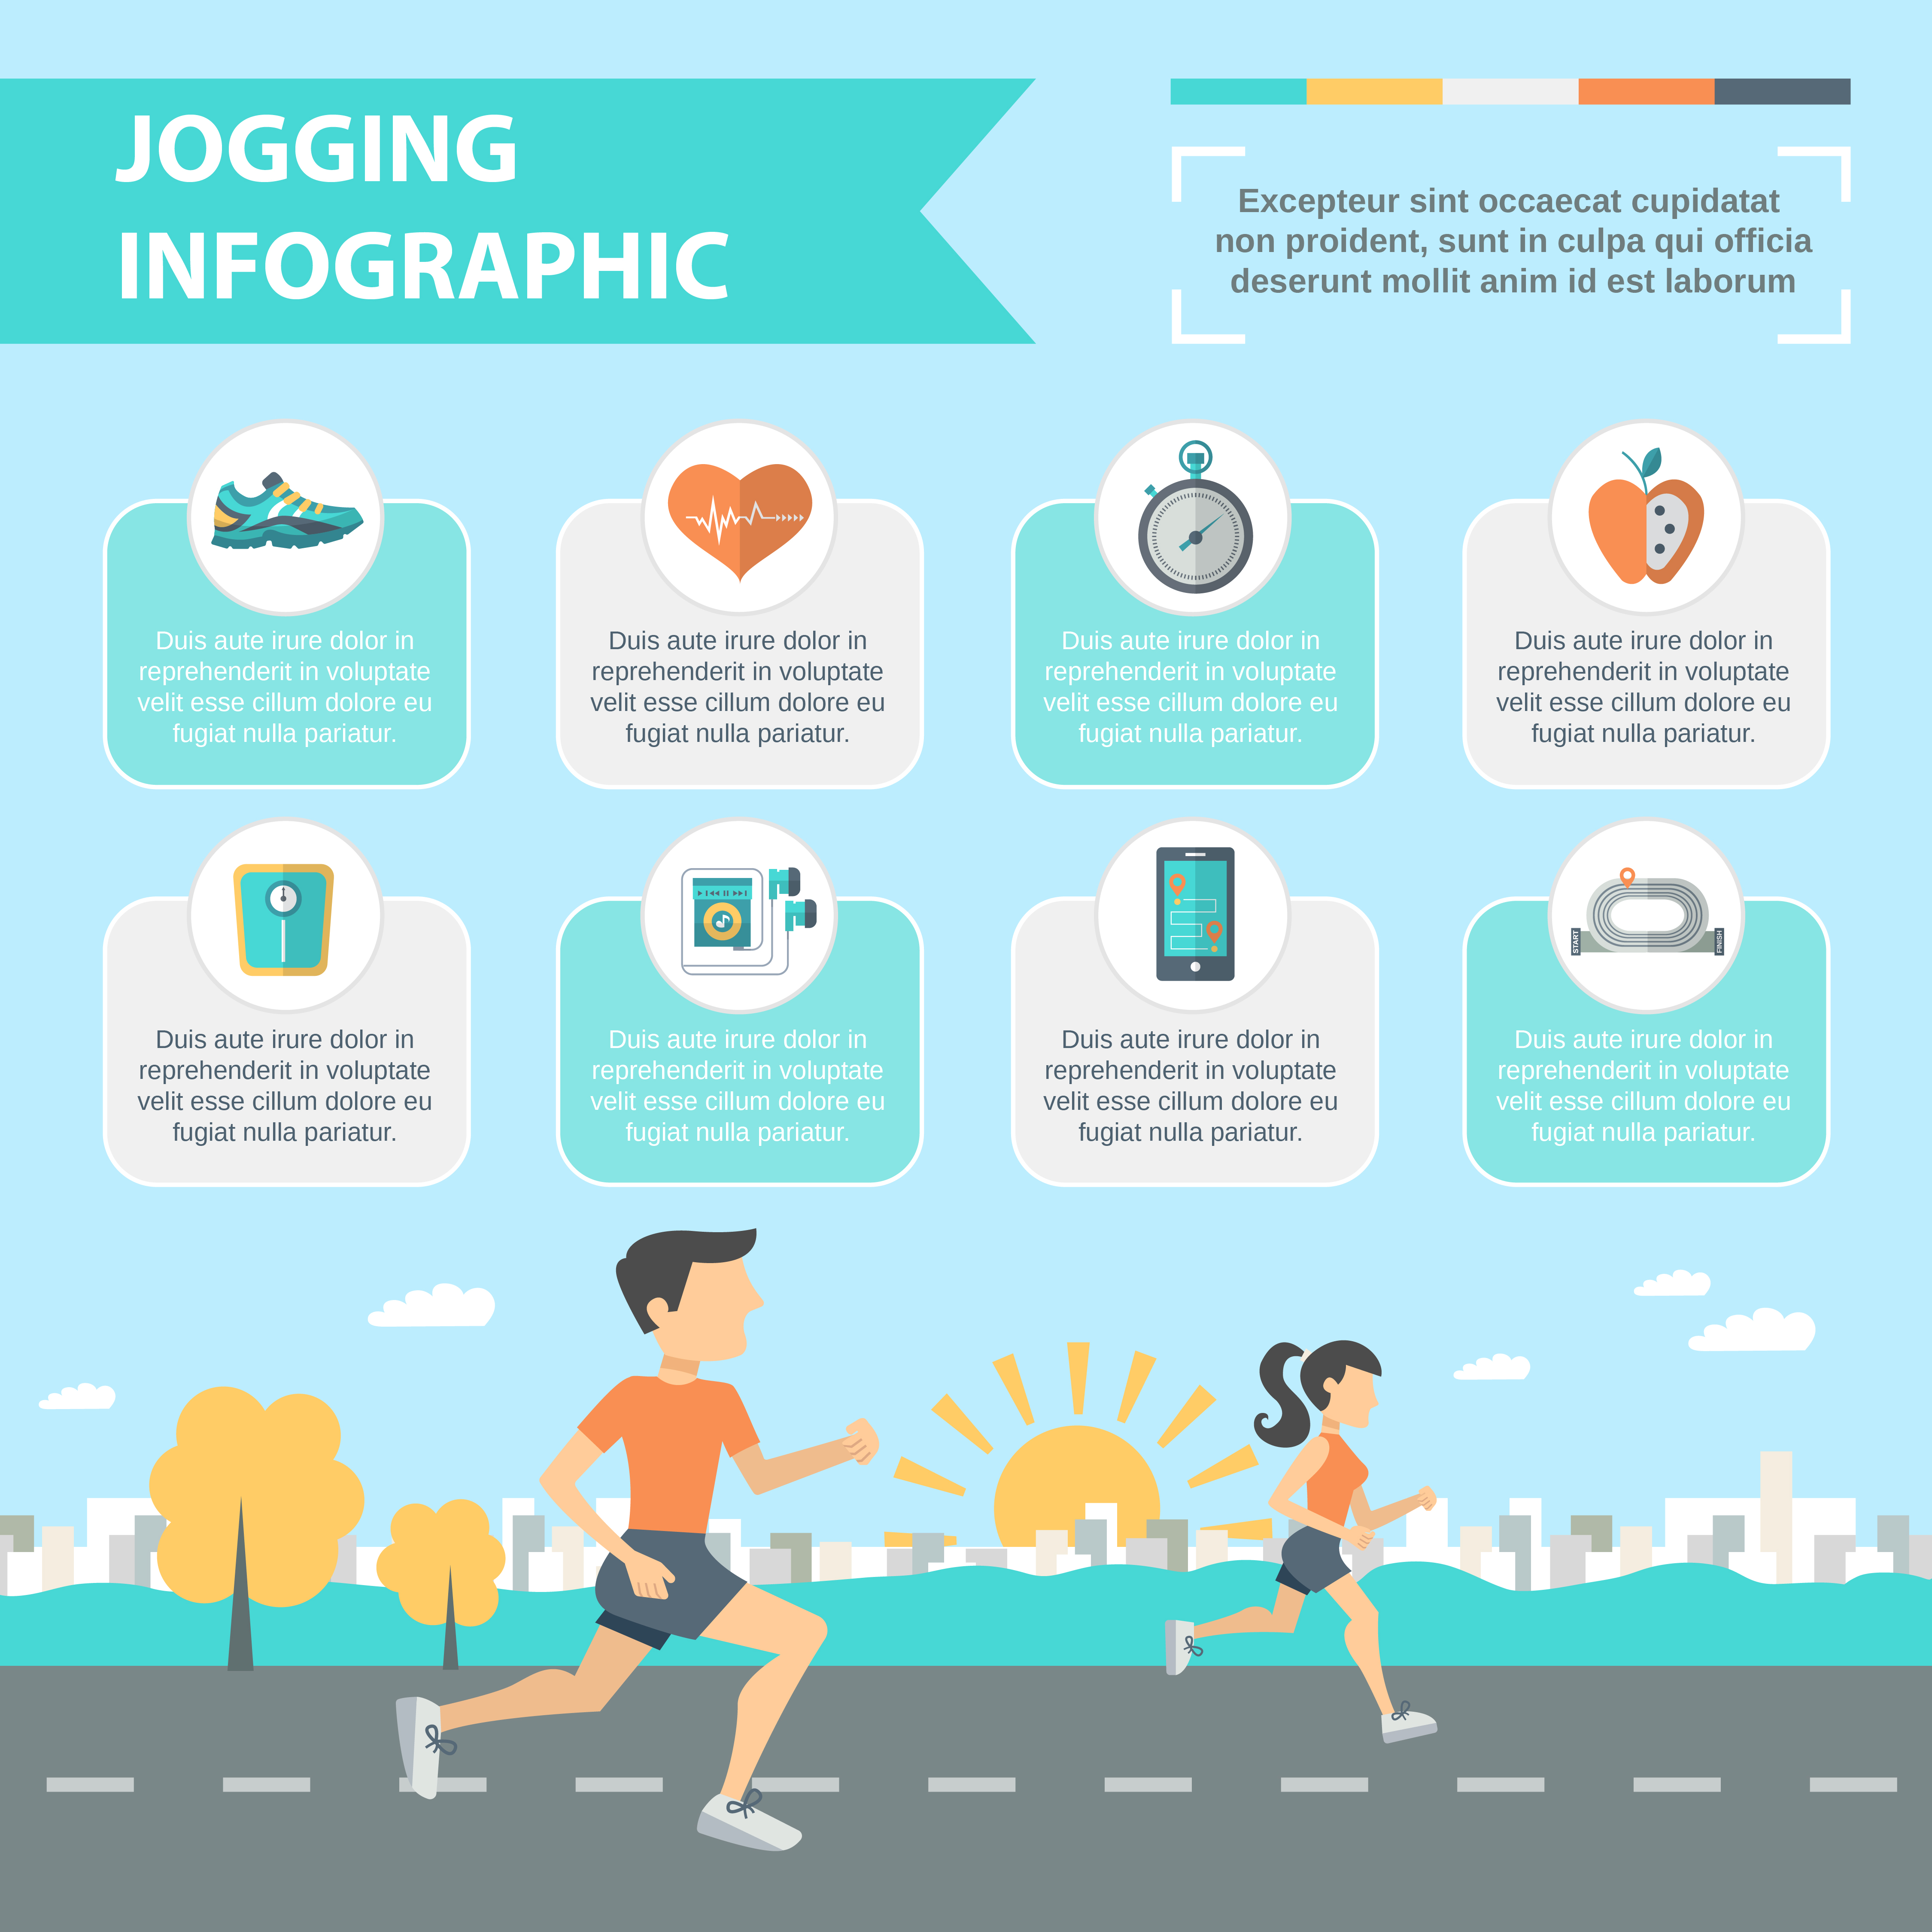 JOGGING
INFOGRAPHIC
Excepteur sint occaecat cupidatat
non proident, sunt in culpa qui officia
deserunt mollit anim id est laborum
Duis aute irure dolor in
reprehenderit in voluptate
velit esse cillum dolore eu
fugiat nulla pariatur.
Duis aute irure dolor in
reprehenderit in voluptate
velit esse cillum dolore eu
fugiat nulla pariatur.
Duis aute irure dolor in
reprehenderit in voluptate
velit esse cillum dolore eu
fugiat nulla pariatur.
Duis aute irure dolor in
reprehenderit in voluptate
velit esse cillum dolore eu
fugiat nulla pariatur.
Duis aute irure dolor in
reprehenderit in voluptate
velit esse cillum dolore eu
fugiat nulla pariatur.
Duis aute irure dolor in
reprehenderit in voluptate
velit esse cillum dolore eu
fugiat nulla pariatur.
Duis aute irure dolor in
reprehenderit in voluptate
velit esse cillum dolore eu
fugiat nulla pariatur.
START
FINISH
Duis aute irure dolor in
reprehenderit in voluptate
velit esse cillum dolore eu
fugiat nulla pariatur.